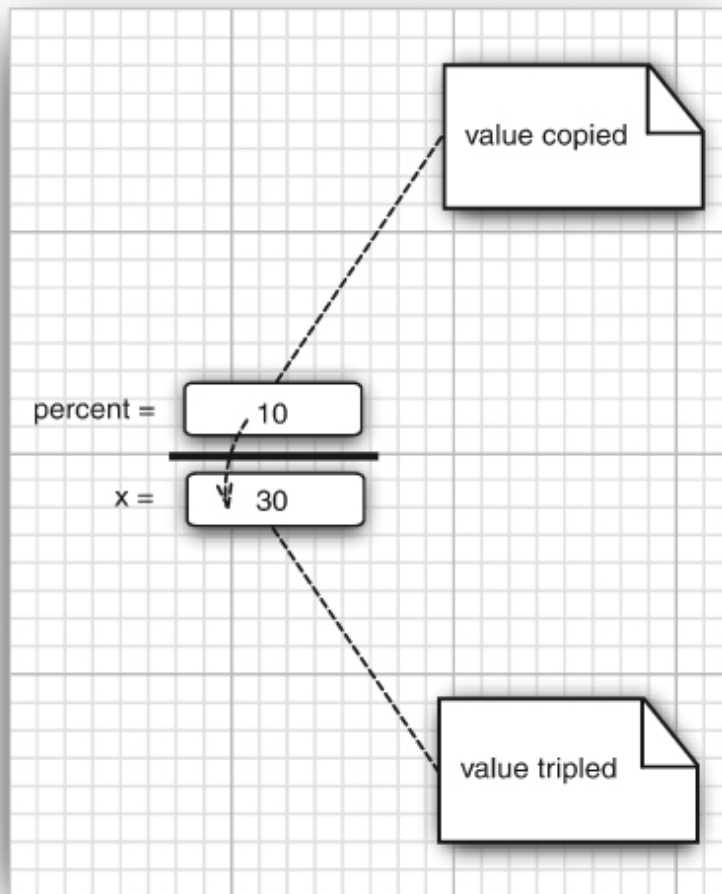 value copied
percent = 10
x = 30
value tripled